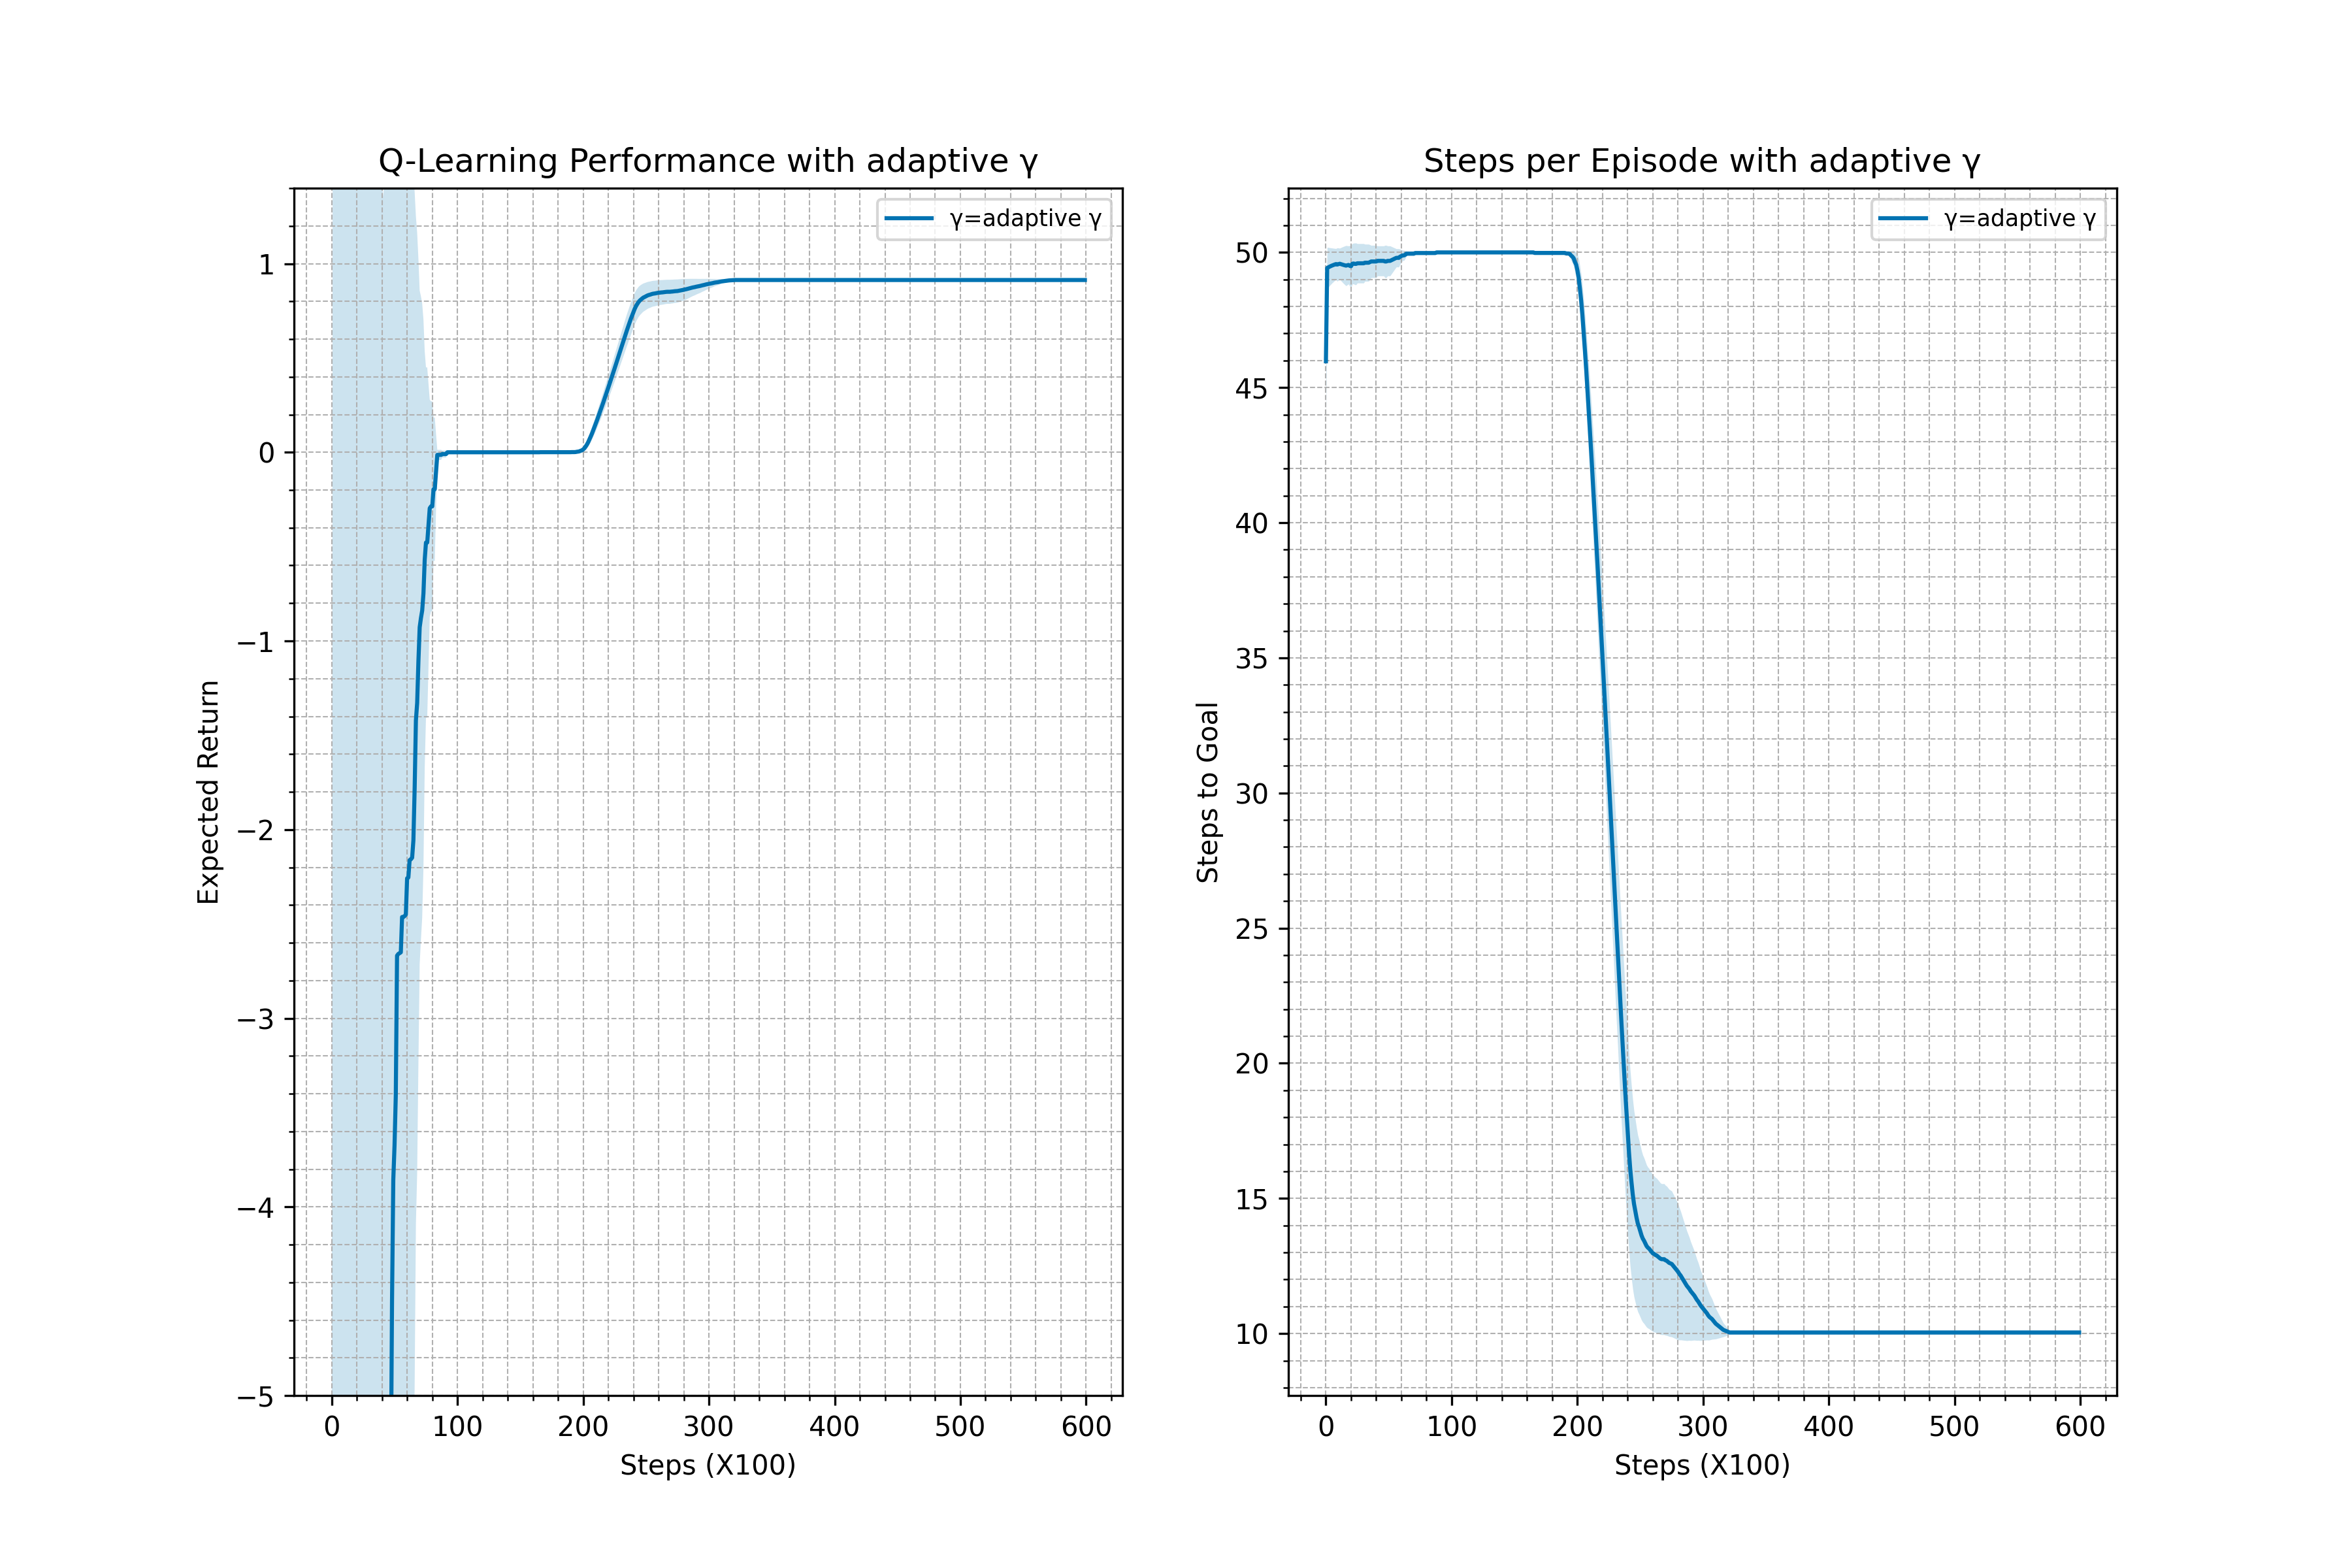 Q-Learning Performance with adaptive γ
γ=adaptive γ
Expected Return
1
0
−1
−2
−3
−4
−5
0 100 200 300 400 500 600
Steps (X100)
Steps per Episode with adaptive γ
γ=adaptive γ
Steps to Goal
50
45
40
35
30
25
20
15
10
0 100 200 300 400 500 600
Steps (X100)